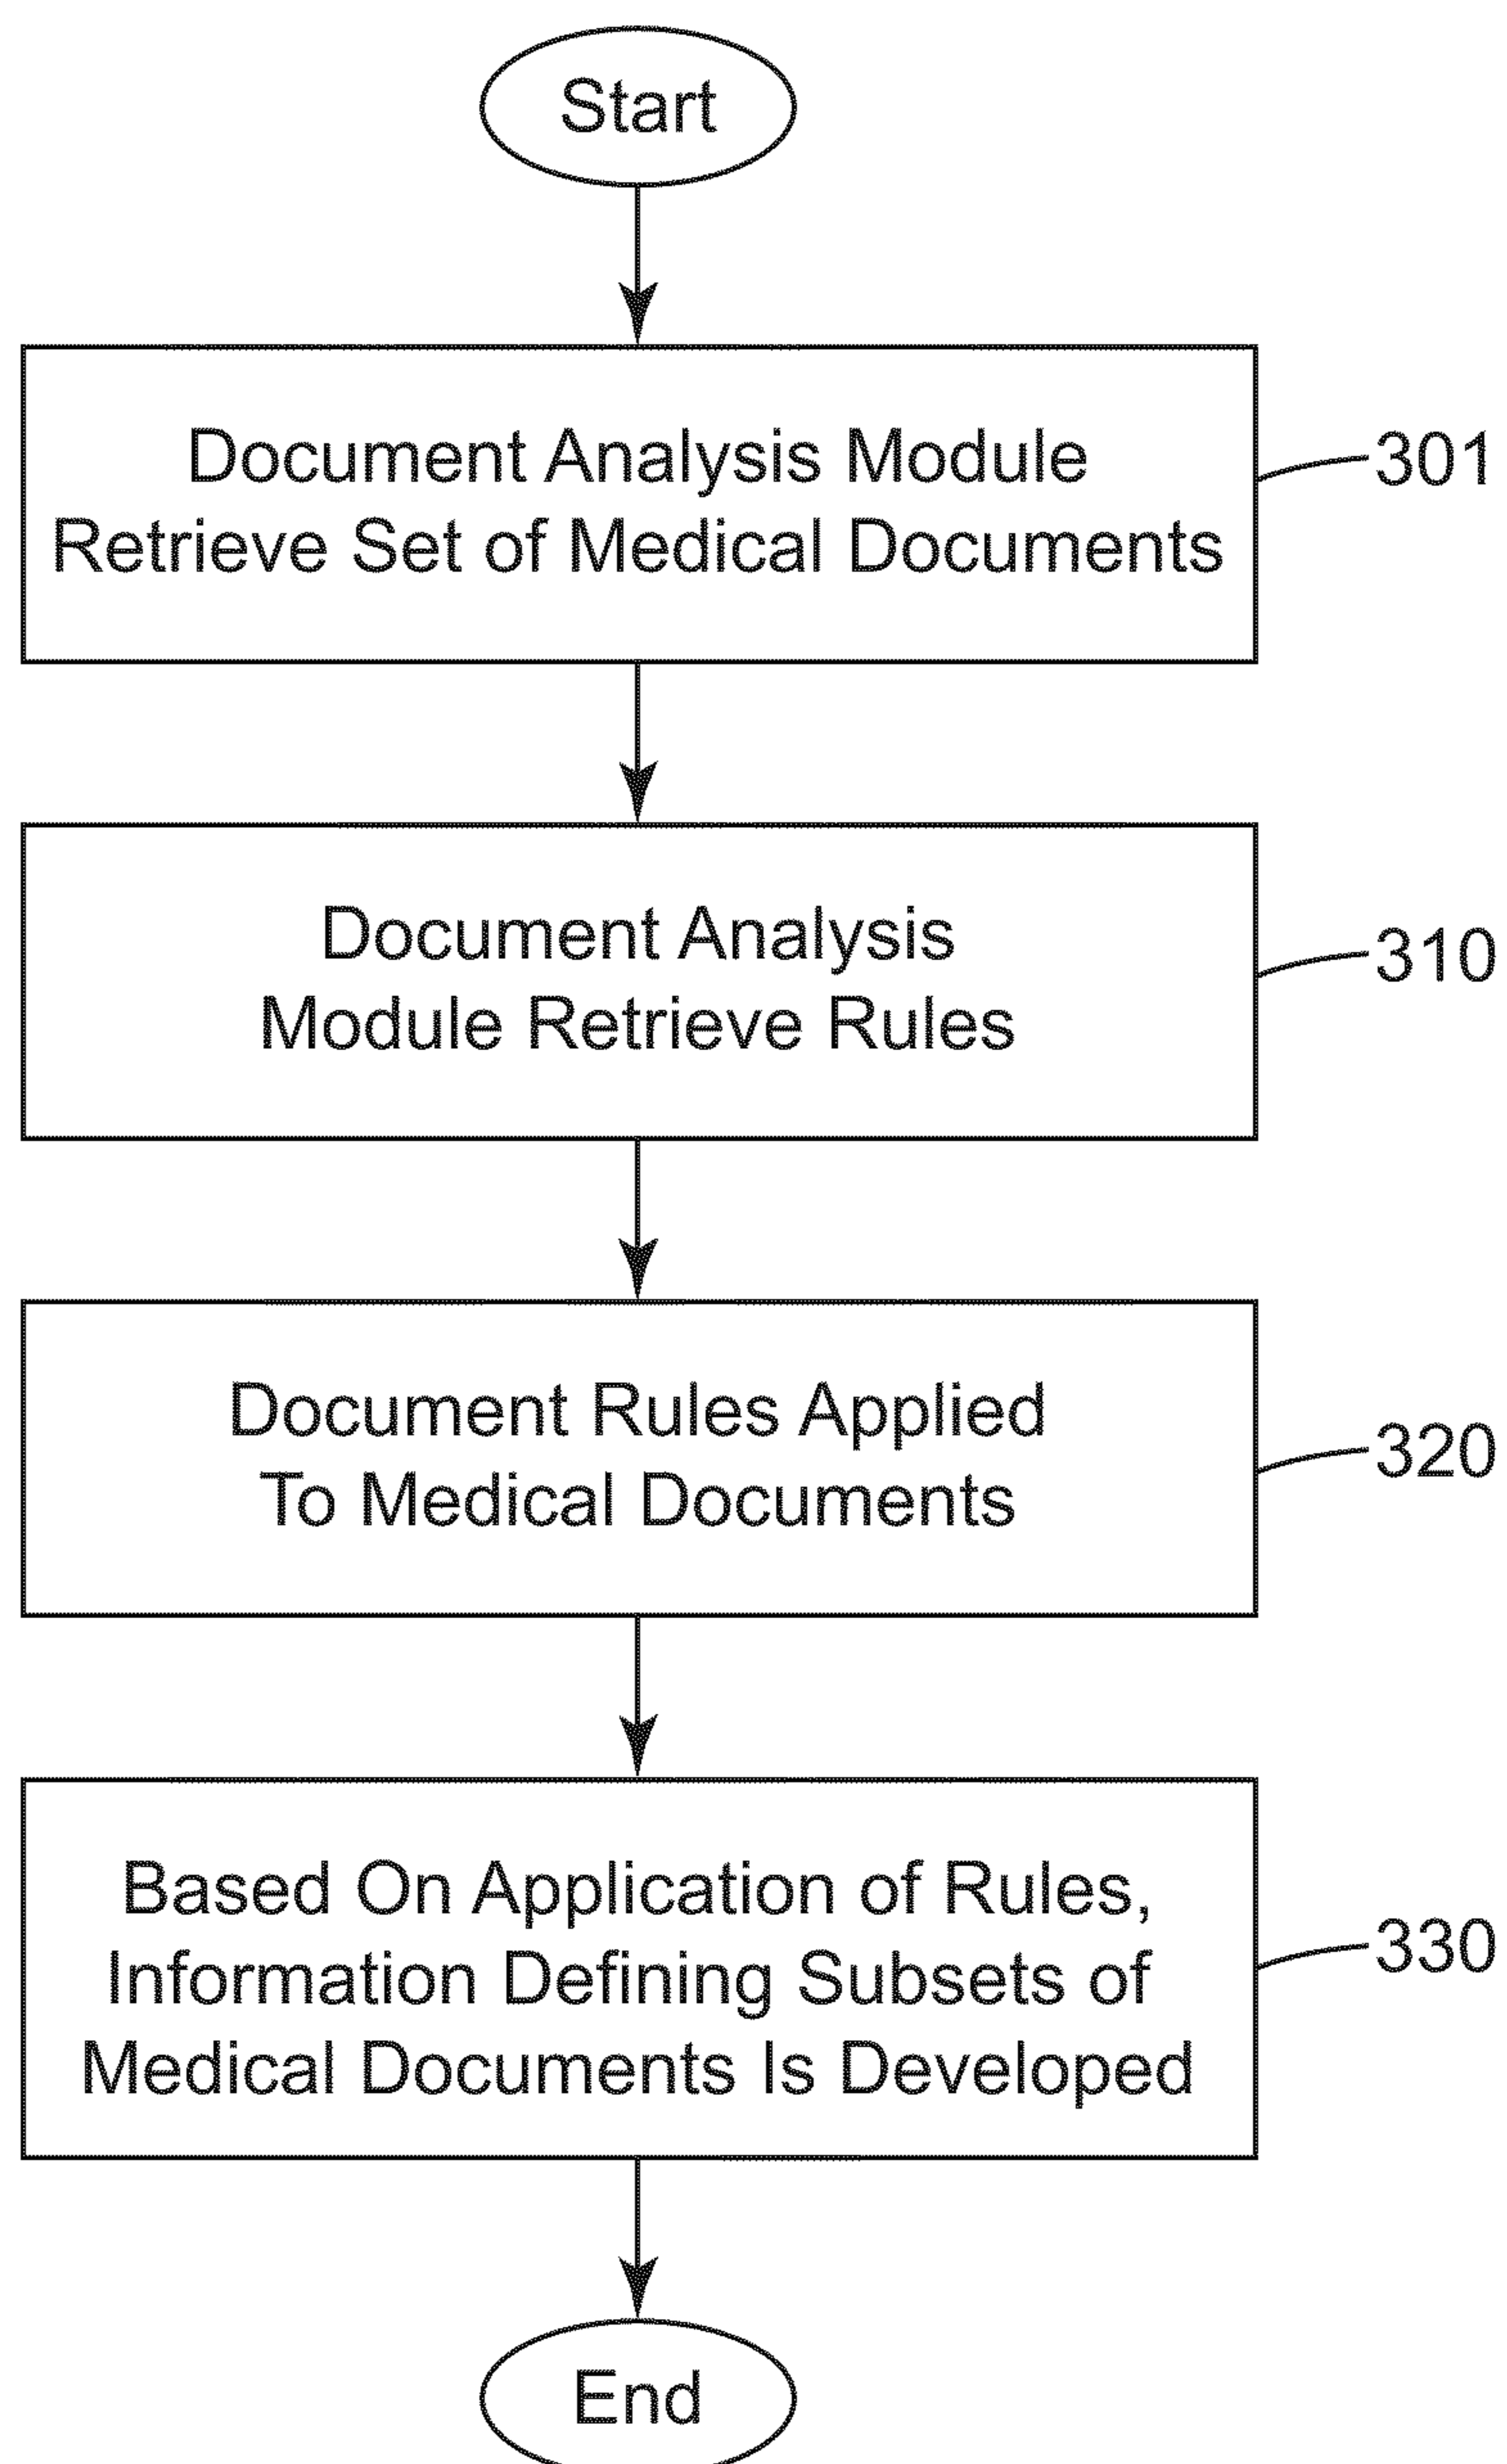 Start
Document Analysis Module
Retrieve Set of Medical Documents
301
Document Analysis
Module Retrieve Rules
310
Document Rules Applied
To Medical Documents
320
Based On Application of Rules,
Information Defining Subsets of
Medical Documents Is Developed
330
End